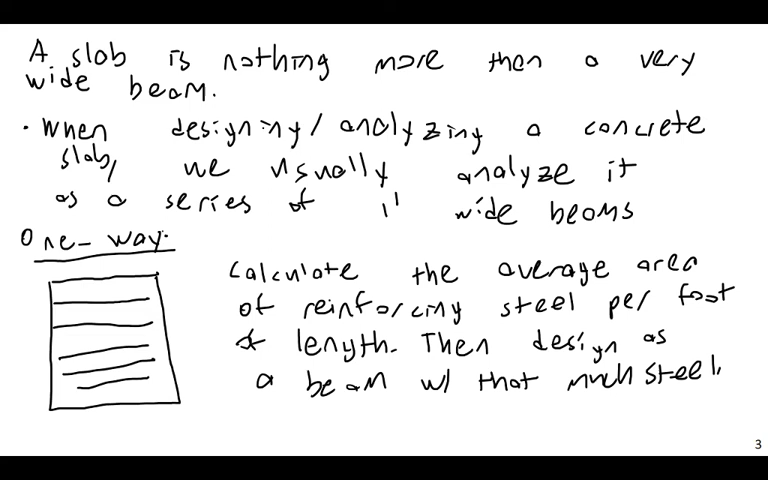 A slab is nothing more than a very
wide beam.
• When designing/analyzing a concrete
slab, we usually analyze it
as a series of 1' wide beams
One-way:
Calculate the average area
of reinforcing steel per foot
of length. Then design as
a beam w/ that much steel.
3